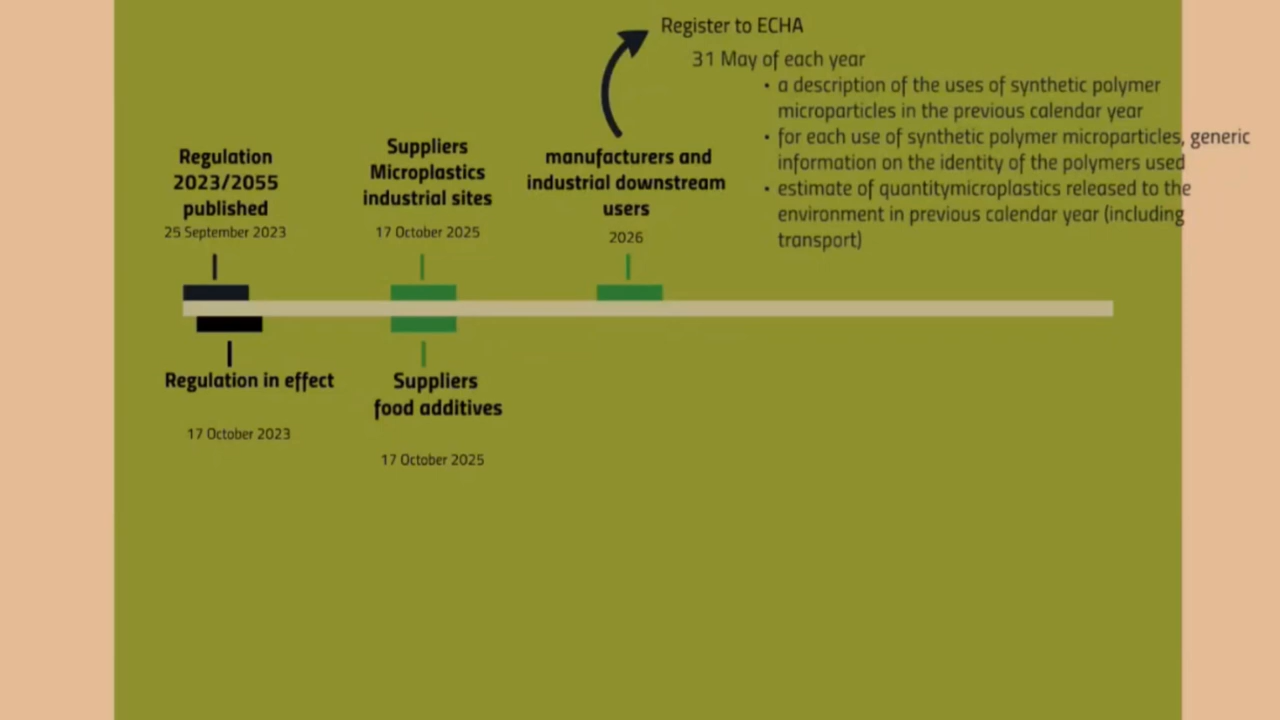 Register to ECHA
31 May of each year
• a description of the uses of synthetic polymer
microparticles in the previous calendar year
• for each use of synthetic polymer microparticles, generic
information on the identity of the polymers used
• estimate of quantitymicroplastics released to the
environment in previous calendar year (including
transport)
Regulation
2023/2055
published
25 September 2023
Suppliers
Microplastics
industrial sites
17 October 2025
manufacturers and
industrial downstream
users
2026
Regulation in effect
17 October 2023
Suppliers
food additives
17 October 2025